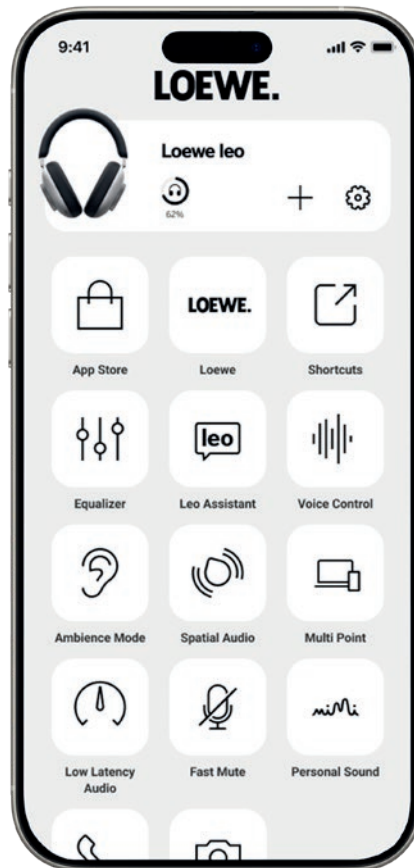 9:41
LOEWE.
Loewe leo
62%
LOEWE.
App Store
Loewe
Shortcuts
leo
Equalizer
Leo Assistant
Voice Control
Ambience Mode
Spatial Audio
Multi Point
mimi
Low Latency
Audio
Fast Mute
Personal Sound